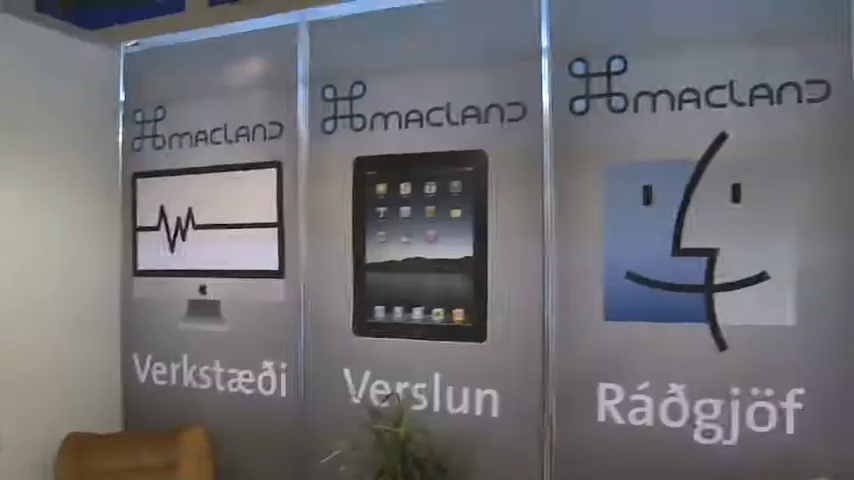 ⌘macland
Verkstæði
⌘macland
Verslun
⌘macland
Ráðgjöf